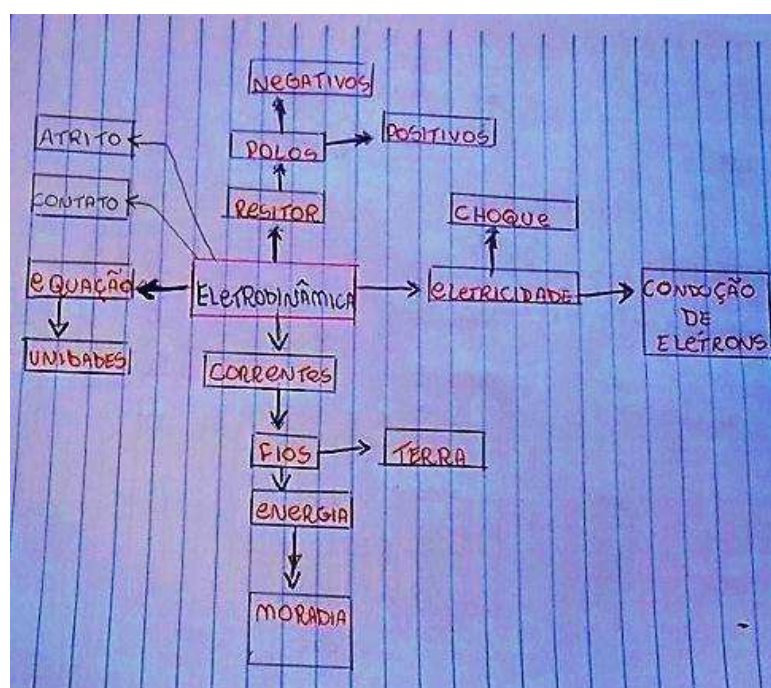 NEGATIVOS
ATRITO
POLOS
POSITIVOS
CONTATO
RESITOR
CHOQUE
EQUAÇÃO
ELETRODINÂMICA
ELETRICIDADE
CONDUÇÃO
DE
ELÉTRONS
UNIDADES
CORRENTES
FIOS
TERRA
ENERGIA
MORADIA